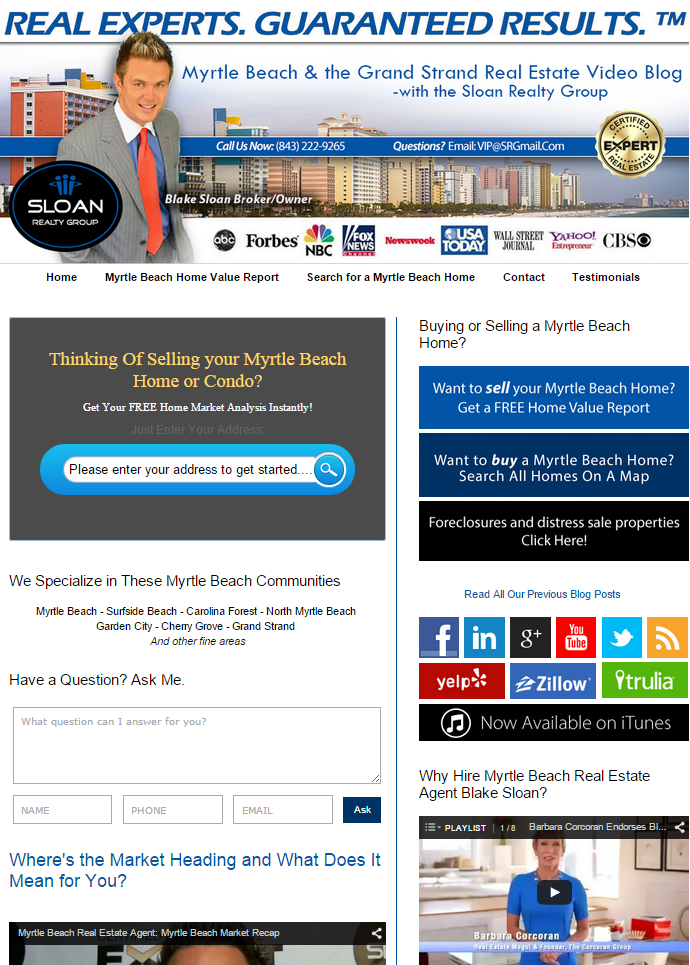 REAL EXPERTS. GUARANTEED RESULTS. ™
Myrtle Beach & the Grand Strand Real Estate Video Blog
-with the Sloan Realty Group
Call Us Now: (843) 222-9265
Questions? Email: VIP@SRGmail.Com
CERTIFIED
EXPERT
REAL ESTATE
Blake Sloan Broker/Owner
SLOAN
REALTY GROUP
abc
Forbes
NBC
FOX
NEWS
channel
Newsweek
USA
TODAY
WALL STREET
JOURNAL
YAHOO!
Entrepreneur
CBS
Home
Myrtle Beach Home Value Report
Search for a Myrtle Beach Home
Contact
Testimonials
Thinking Of Selling your Myrtle Beach
Home or Condo?
Get Your FREE Home Market Analysis Instantly!
Just Enter Your Address:
Please enter your address to get started....
We Specialize in These Myrtle Beach Communities
Myrtle Beach - Surfside Beach - Carolina Forest - North Myrtle Beach
Garden City - Cherry Grove - Grand Strand
And other fine areas
Have a Question? Ask Me.
What question can I answer for you?
NAME
PHONE
EMAIL
Ask
Where's the Market Heading and What Does It
Mean for You?
Myrtle Beach Real Estate Agent: Myrtle Beach Market Recap
Buying or Selling a Myrtle Beach
Home?
Want to sell your Myrtle Beach Home?
Get a FREE Home Value Report
Want to buy a Myrtle Beach Home?
Search All Homes On A Map
Foreclosures and distress sale properties
Click Here!
Read All Our Previous Blog Posts
f
in
g+
You
Tube
yelp
Zillow
trulia
Now Available on iTunes
Why Hire Myrtle Beach Real Estate
Agent Blake Sloan?
PLAYLIST
1 / 8
Barbara Corcoran Endorses Bl...
Barbara Corcoran
Real Estate Mogul & Founder, The Corcoran Group